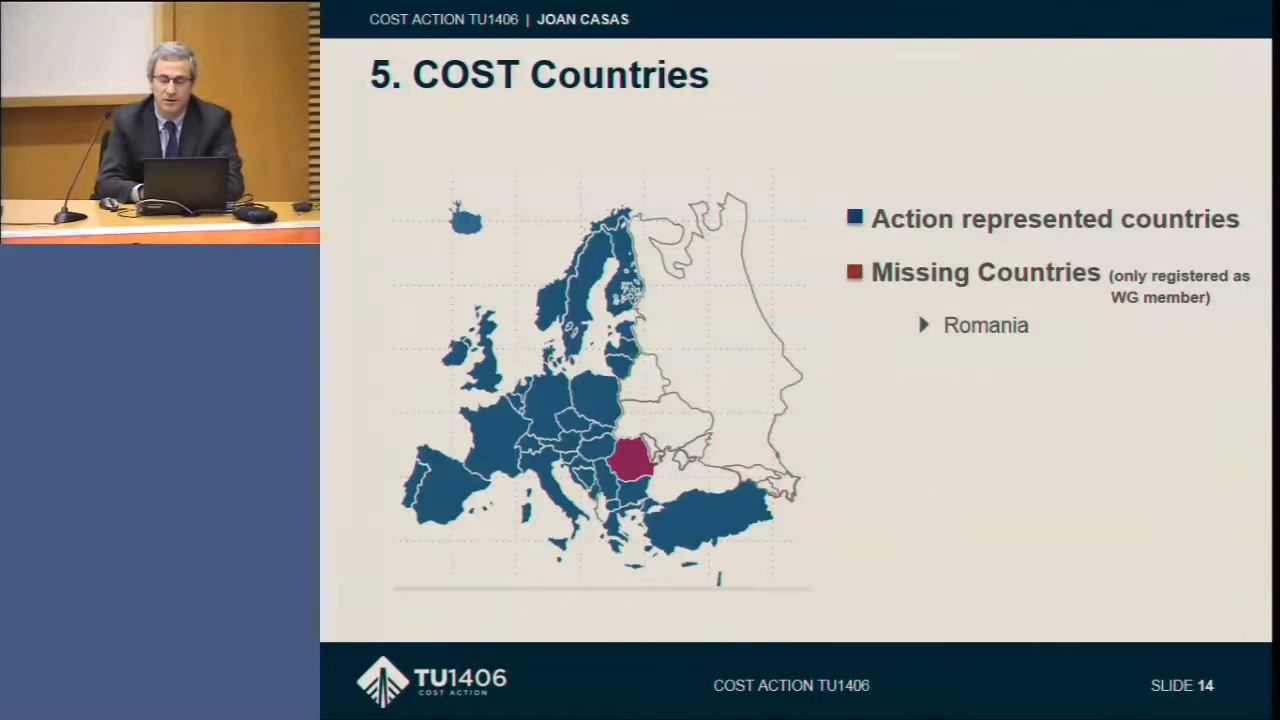 COST ACTION TU1406 | JOAN CASAS
5. COST Countries
Action represented countries
Missing Countries (only registered as
WG member)
Romania
TU1406
COST ACTION
COST ACTION TU1406
SLIDE 14